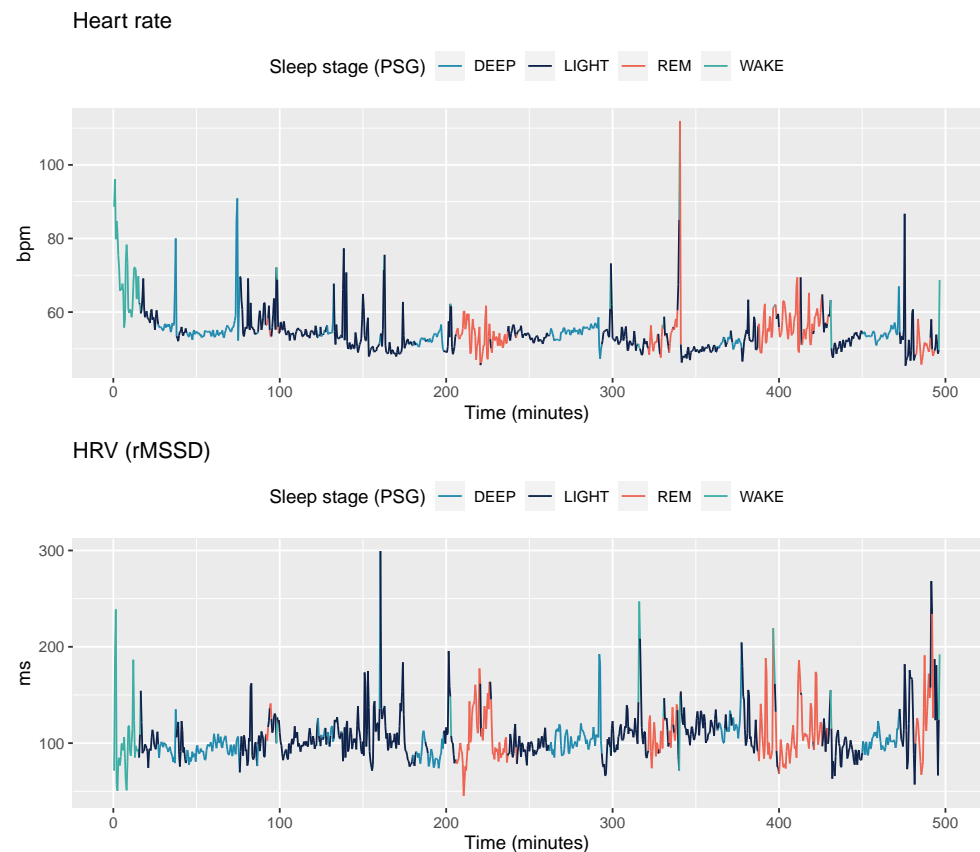 Heart rate
Sleep stage (PSG) DEEP LIGHT REM WAKE
100
80
60
bpm
0 100 200 300 400 500
Time (minutes)
HRV (rMSSD)
Sleep stage (PSG) DEEP LIGHT REM WAKE
300
200
100
ms
0 100 200 300 400 500
Time (minutes)